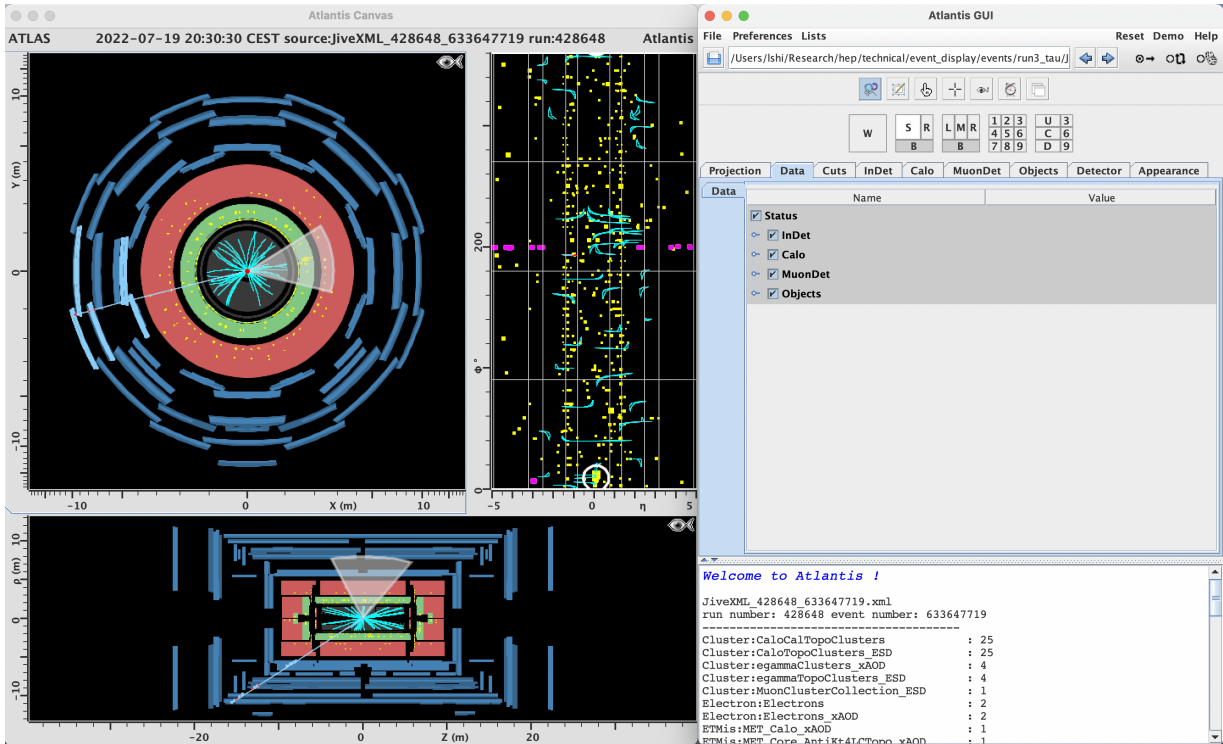 Atlantis Canvas
ATLAS 2022-07-19 20:30:30 CEST source:JiveXML_428648_633647719 run:428648 Atlantis
10
Y (m)
0
-10
-10 0 X (m) 10
200
Φ°
0
-5 0 η 5
10
ρ (m)
0
-10
-20 0 Z (m) 20
Atlantis GUI
File Preferences Lists Reset Demo Help
/Users/lshi/Research/hep/technical/event_display/events/run3_tau/J
W S R L M R 1 2 3 U 3
4 5 6 C 6
B B 7 8 9 D 9
Projection Data Cuts InDet Calo MuonDet Objects Detector Appearance
Data
Name Value
Status
InDet
Calo
MuonDet
Objects
Welcome to Atlantis !
JiveXML_428648_633647719.xml
run number: 428648 event number: 633647719
--------------------------------------
Cluster:CaloCalTopoClusters : 25
Cluster:CaloTopoClusters_ESD : 25
Cluster:egammaClusters_xAOD : 4
Cluster:egammaTopoClusters_ESD : 4
Cluster:MuonClusterCollection_ESD : 1
Electron:Electrons : 2
Electron:Electrons_xAOD : 2
ETMis:MET_Calo_xAOD : 1
ETMis:MET_Core_AntiKt4LCTopo_xAOD : 1